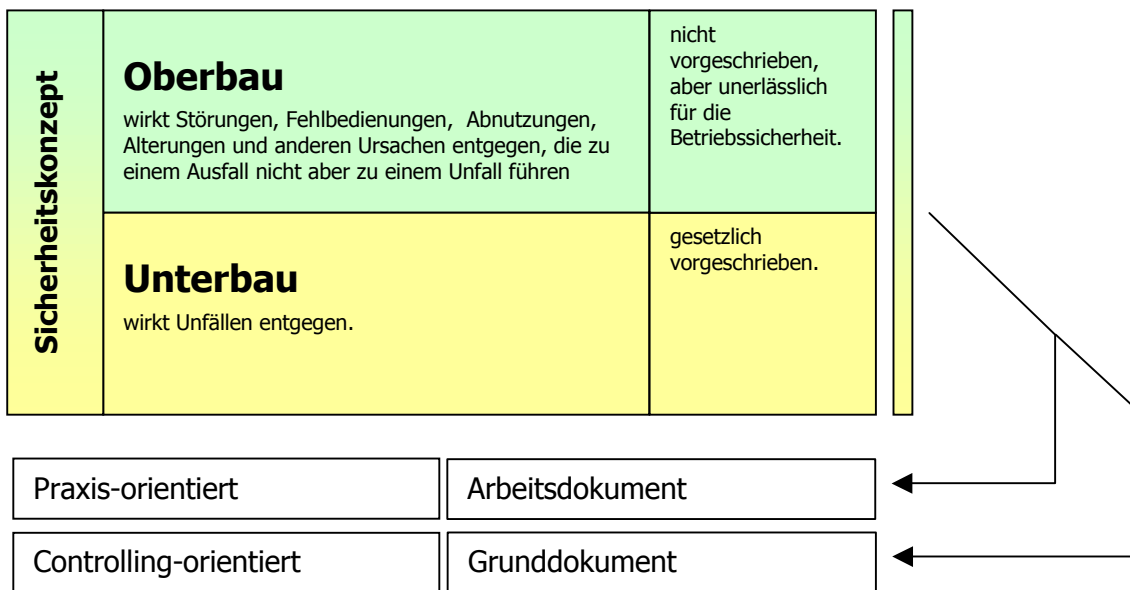 Sicherheitskonzept
Oberbau
wirkt Störungen, Fehlbedienungen, Abnutzungen,
Alterungen und anderen Ursachen entgegen, die zu
einem Ausfall nicht aber zu einem Unfall führen
nicht
vorgeschrieben,
aber unerlässlich
für die
Betriebssicherheit.
Unterbau
wirkt Unfällen entgegen.
gesetzlich
vorgeschrieben.
Praxis-orientiert
Arbeitsdokument
Controlling-orientiert
Grunddokument